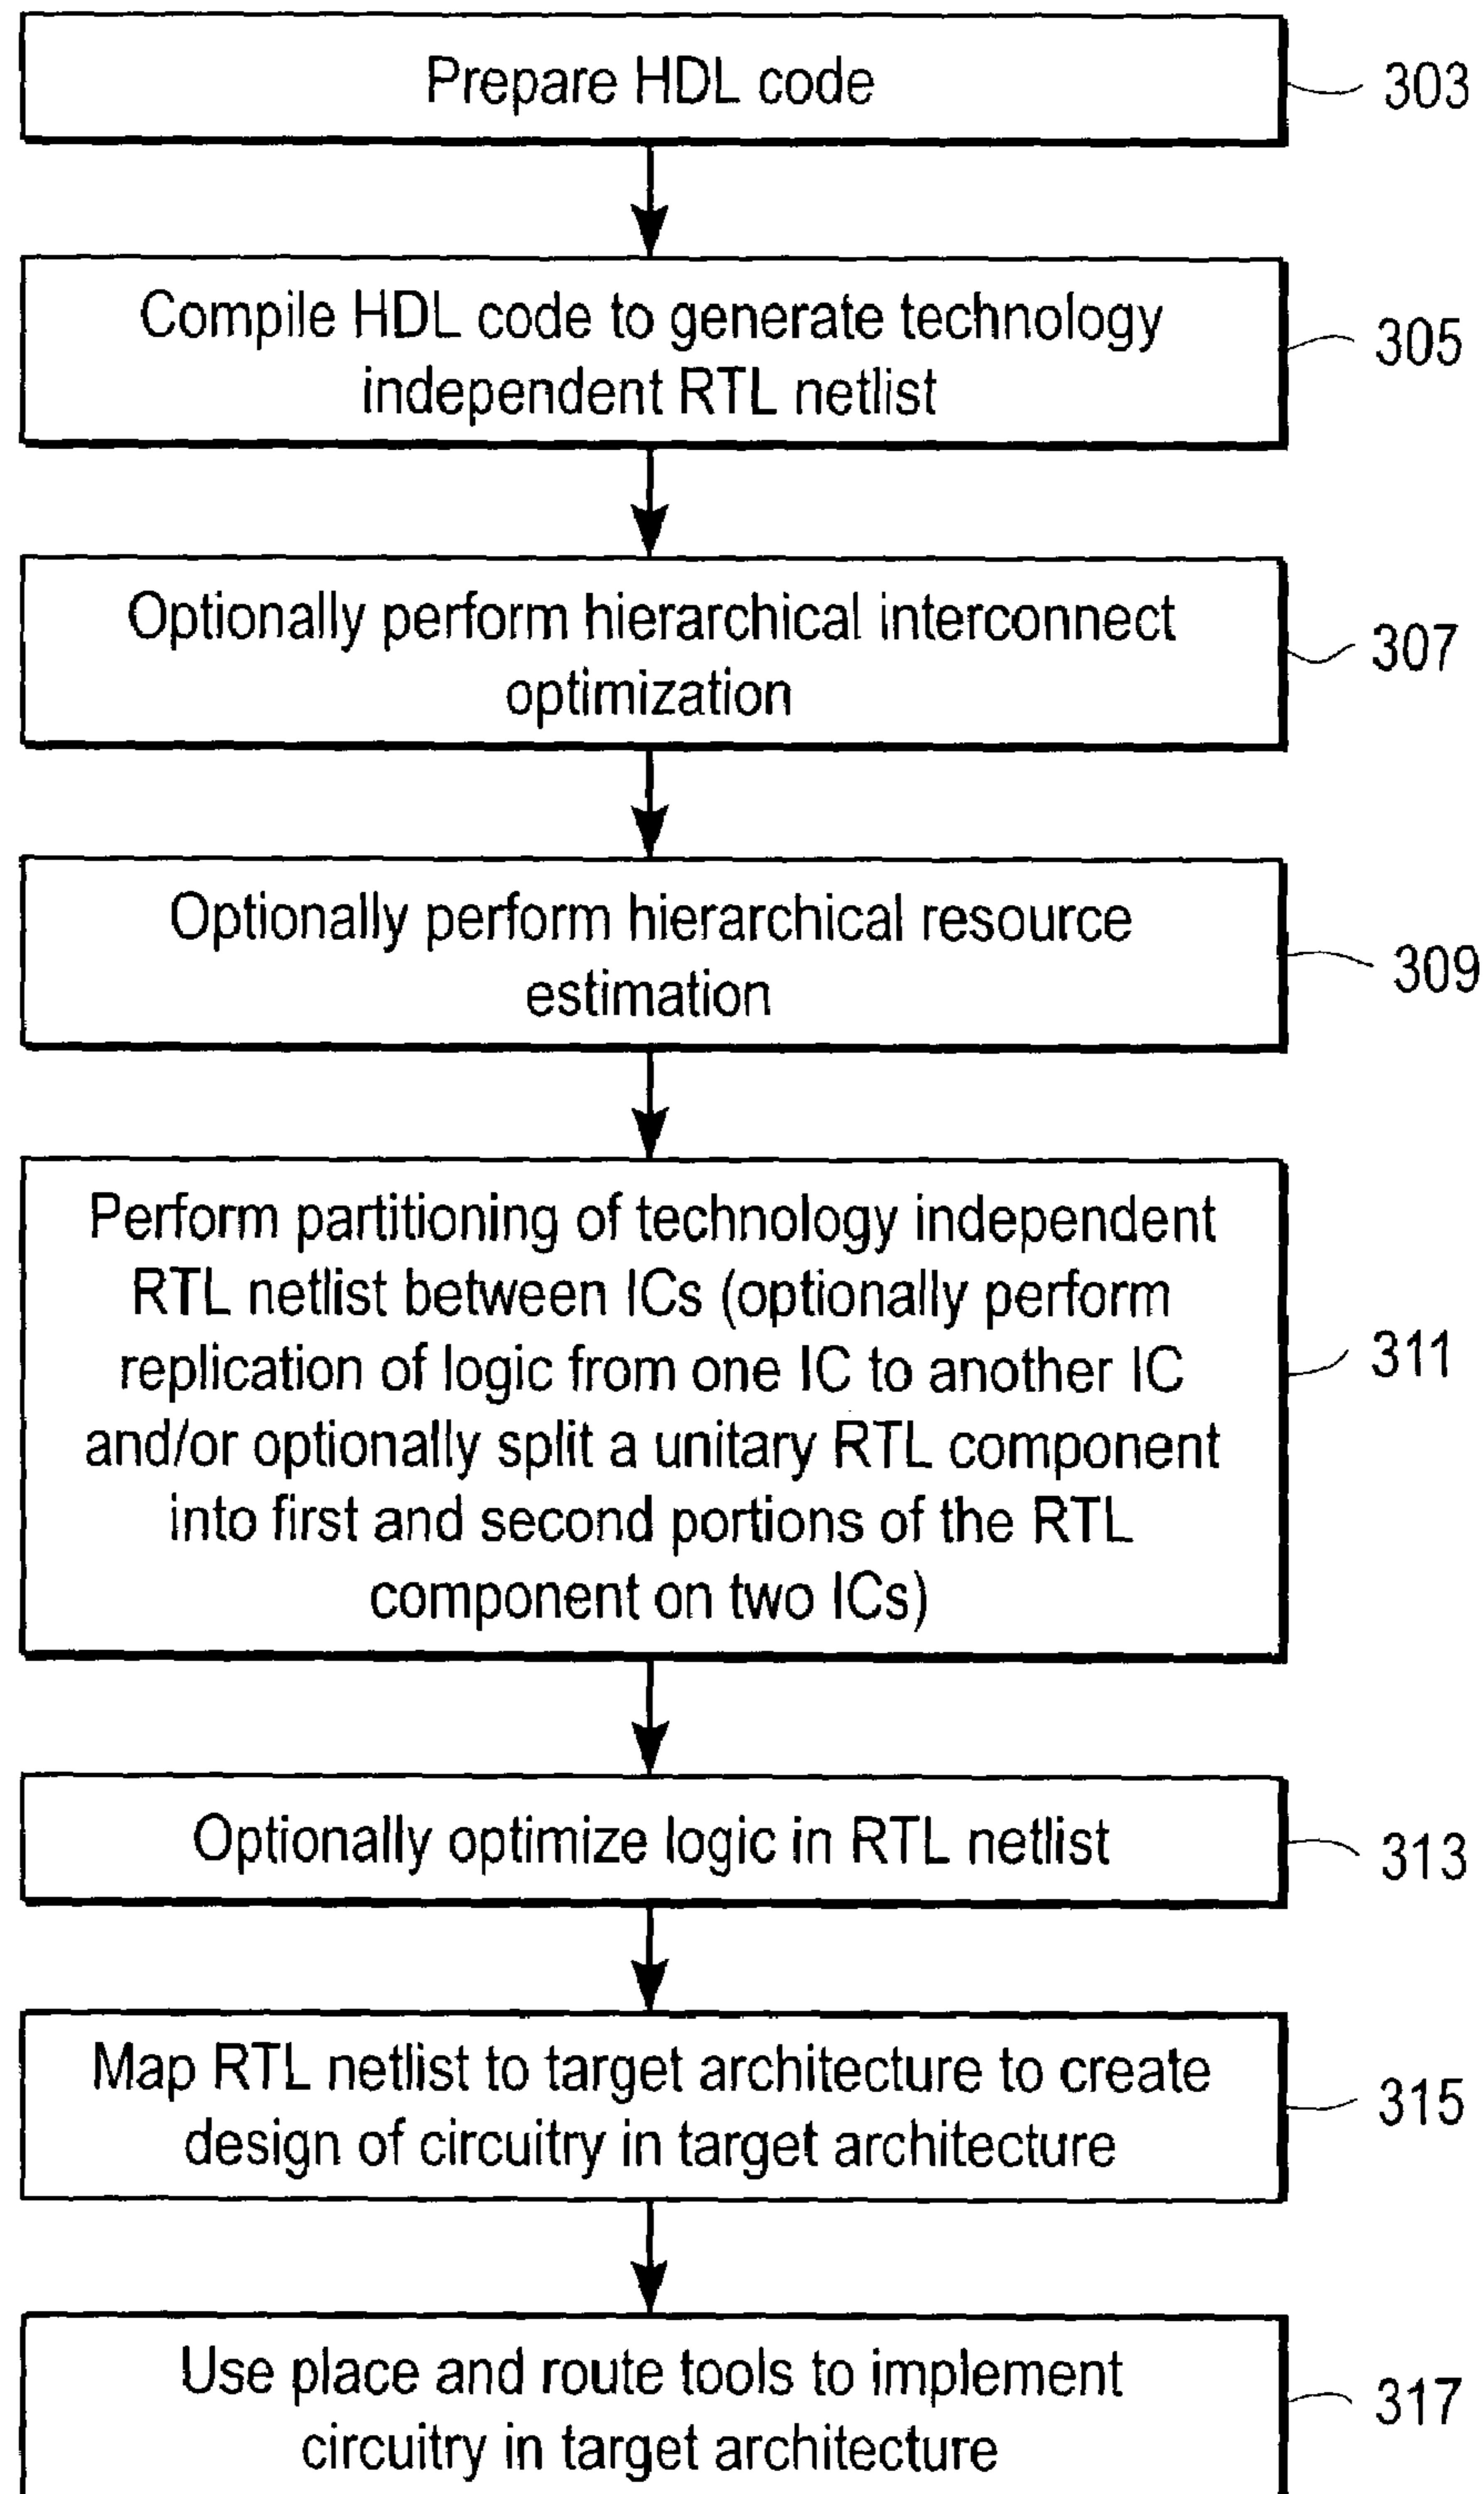 Prepare HDL code
303
Compile HDL code to generate technology
independent RTL netlist
305
Optionally perform hierarchical interconnect
optimization
307
Optionally perform hierarchical resource
estimation
309
Perform partitioning of technology independent
RTL netlist between ICs (optionally perform
replication of logic from one IC to another IC
and/or optionally split a unitary RTL component
into first and second portions of the RTL
component on two ICs)
311
Optionally optimize logic in RTL netlist
313
Map RTL netlist to target architecture to create
design of circuitry in target architecture
315
Use place and route tools to implement
circuitry in target architecture
317